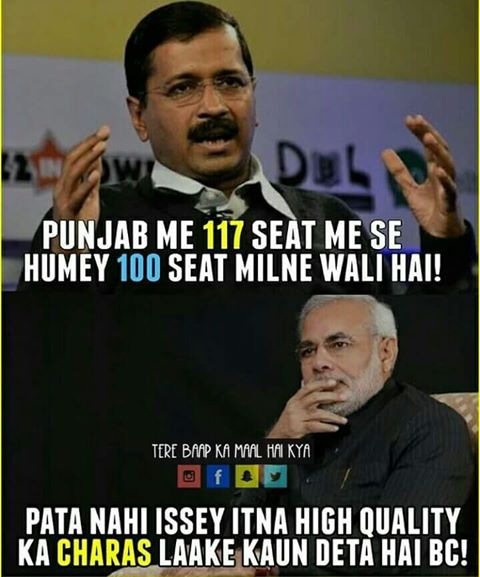 PUNJAB ME 117 SEAT ME SE
HUMEY 100 SEAT MILNE WALI HAI!
TERE BAAP KA MAAL HAI KYA
PATA NAHI ISSEY ITNA HIGH QUALITY
KA CHARAS LAAKE KAUN DETA HAI BC!